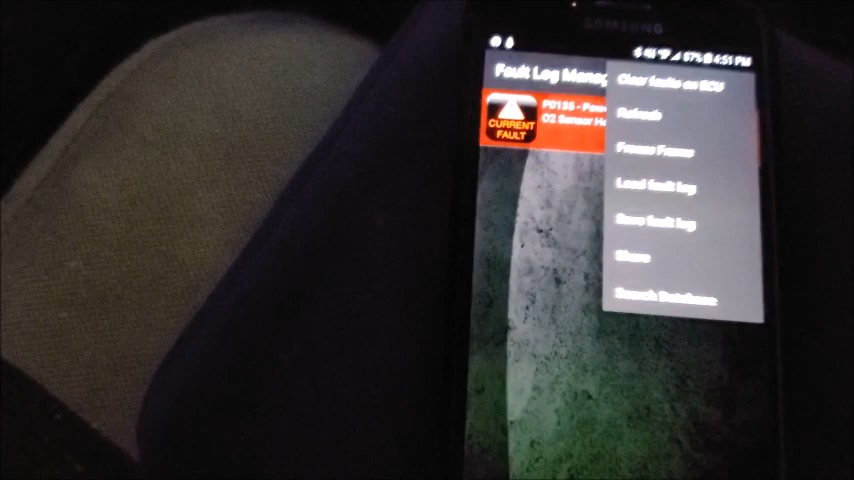 SAMSUNG
67% 4:51 PM
Fault Log Manag
Clear faults on ECU
P0135 - Pow
O2 Sensor He
CURRENT
FAULT
Refresh
Freeze Frame
Load fault log
Save fault log
Share
Search Database